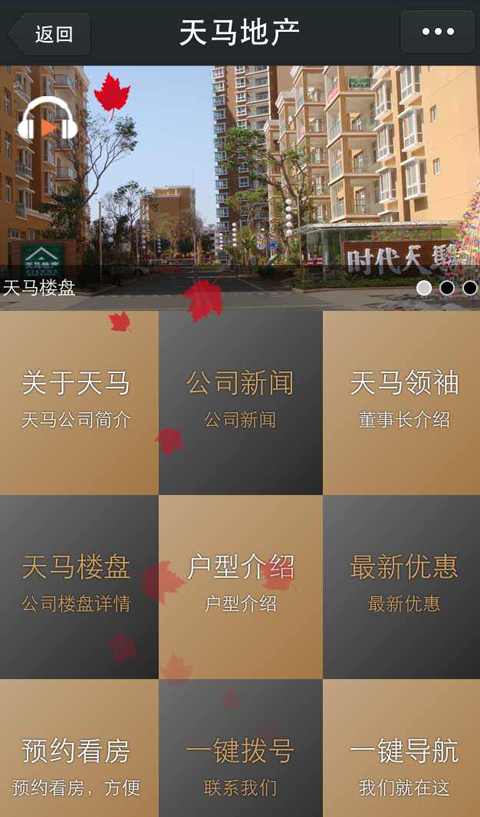 返回
天马地产
时代天
天马楼盘
关于天马
天马公司简介
公司新闻
公司新闻
天马领袖
董事长介绍
天马楼盘
公司楼盘详情
户型介绍
户型介绍
最新优惠
最新优惠
预约看房
预约看房，方便
一键拨号
联系我们
一键导航
我们就在这